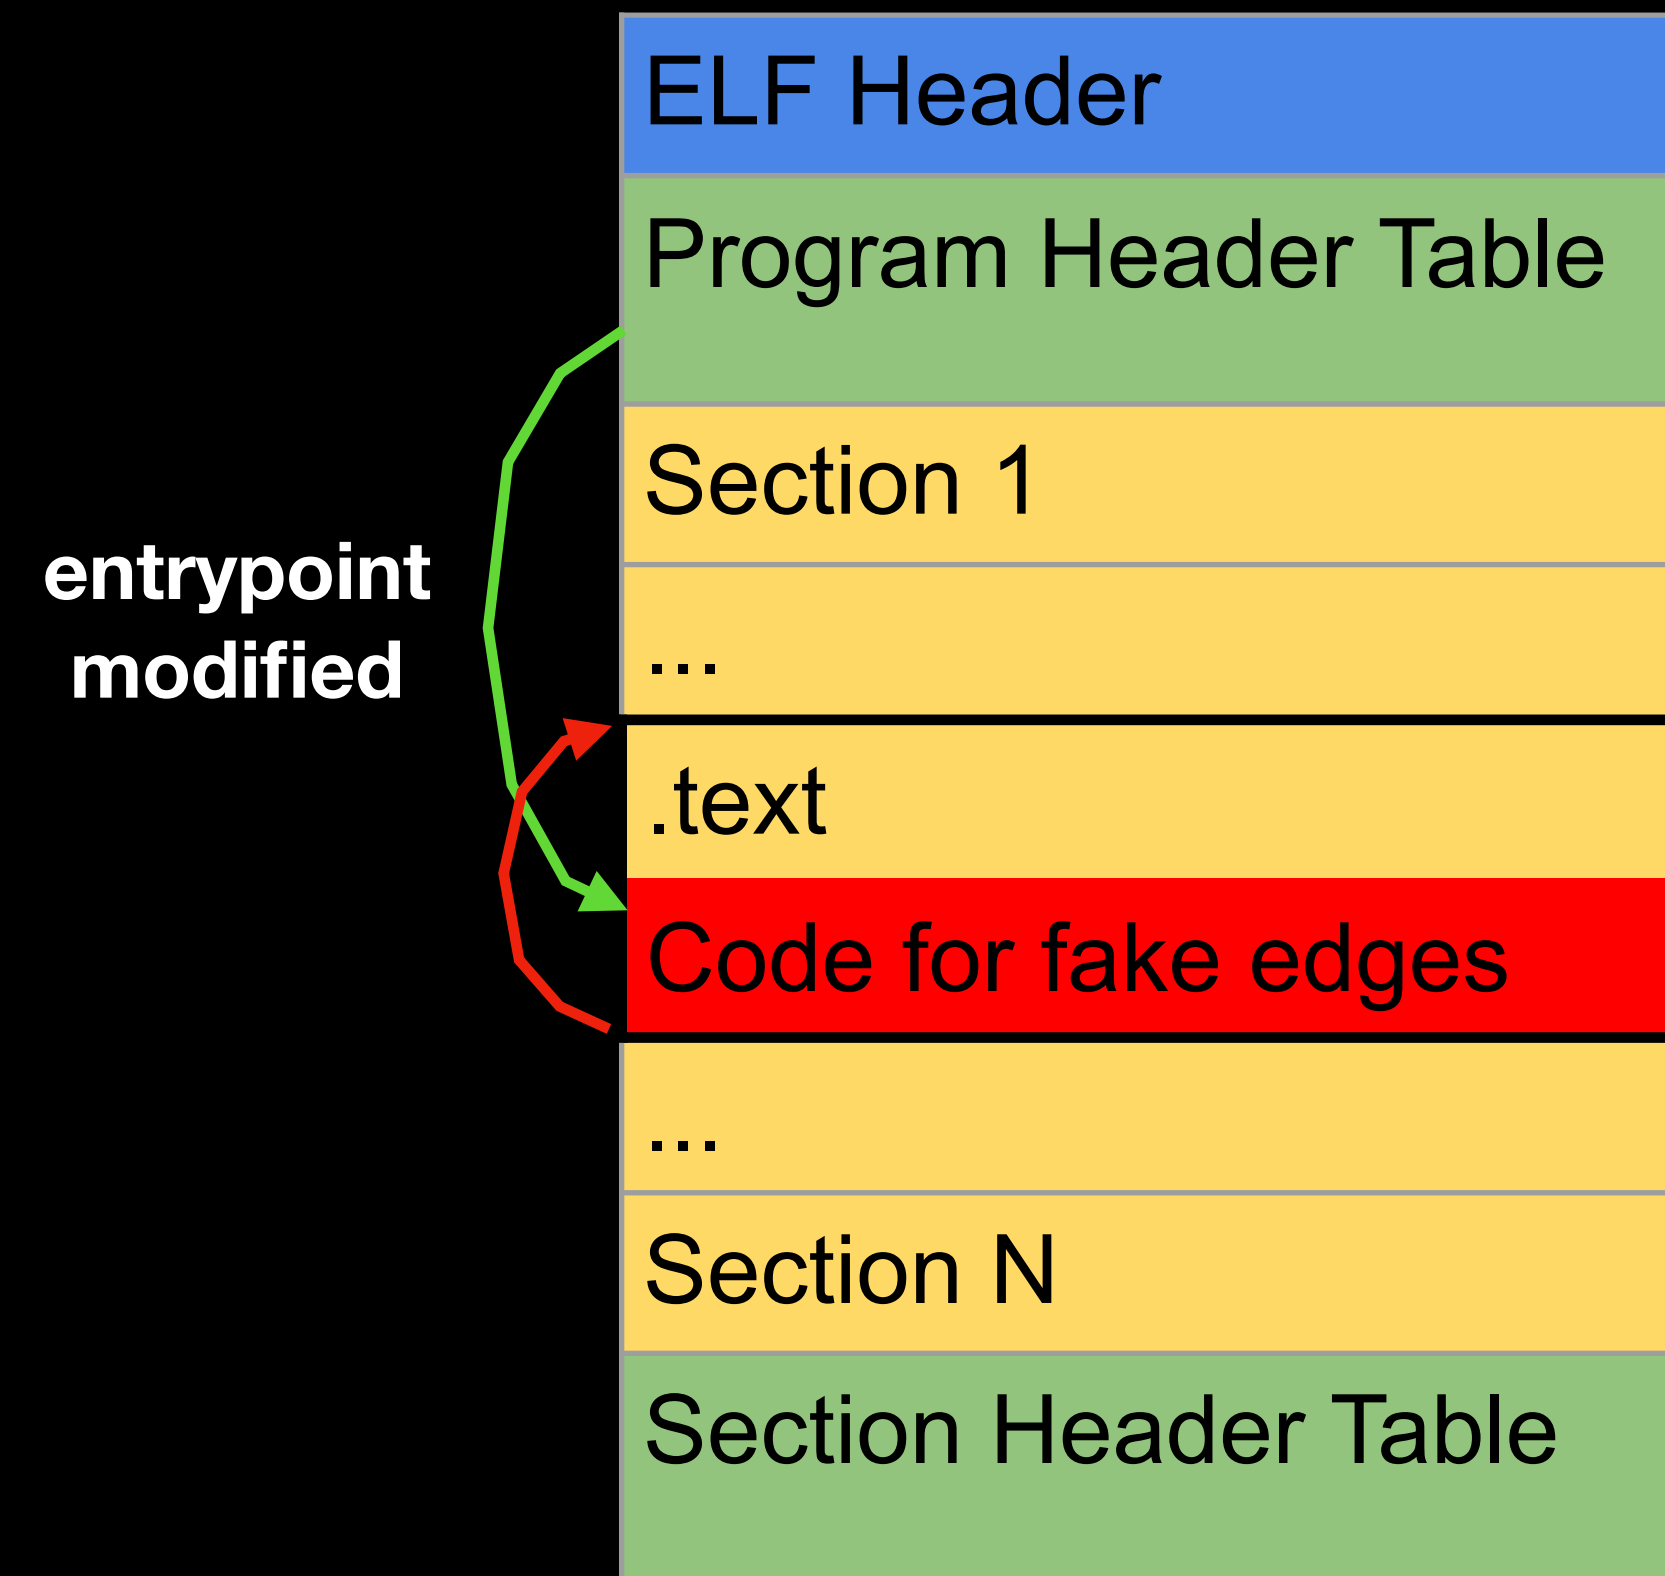 ELF Header
Program Header Table
Section 1
...
entrypoint
modified
.text
Code for fake edges
...
Section N
Section Header Table